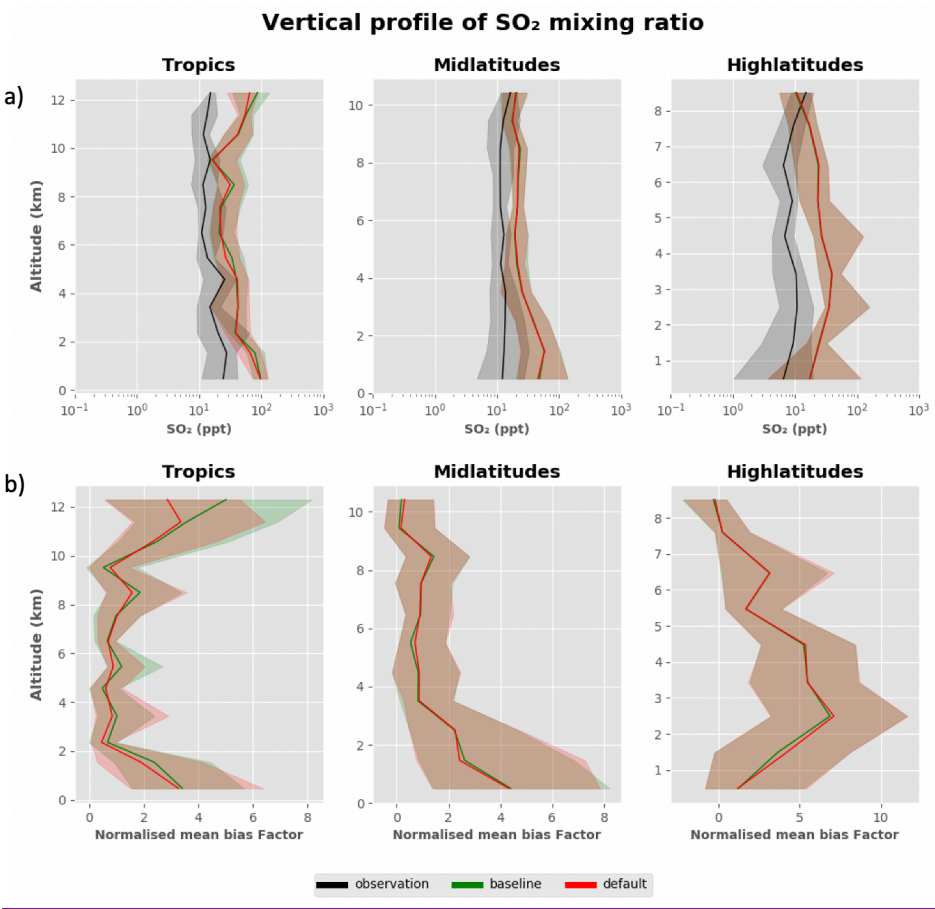 Vertical profile of SO₂ mixing ratio
a)
Tropics
Midlatitudes
Highlatitudes
Altitude (km)
12
10
8
6
4
2
0
10
8
6
4
2
0
8
7
6
5
4
3
2
1
10⁻¹ 10⁰ 10¹ 10² 10³
10⁻¹ 10⁰ 10¹ 10² 10³
10⁻¹ 10⁰ 10¹ 10² 10³
SO₂ (ppt)
SO₂ (ppt)
SO₂ (ppt)
b)
Tropics
Midlatitudes
Highlatitudes
Altitude (km)
12
10
8
6
4
2
0
10
8
6
4
2
0
8
7
6
5
4
3
2
1
0 2 4 6 8
0 2 4 6 8
0 5 10
Normalised mean bias Factor
Normalised mean bias Factor
Normalised mean bias Factor
observation baseline default